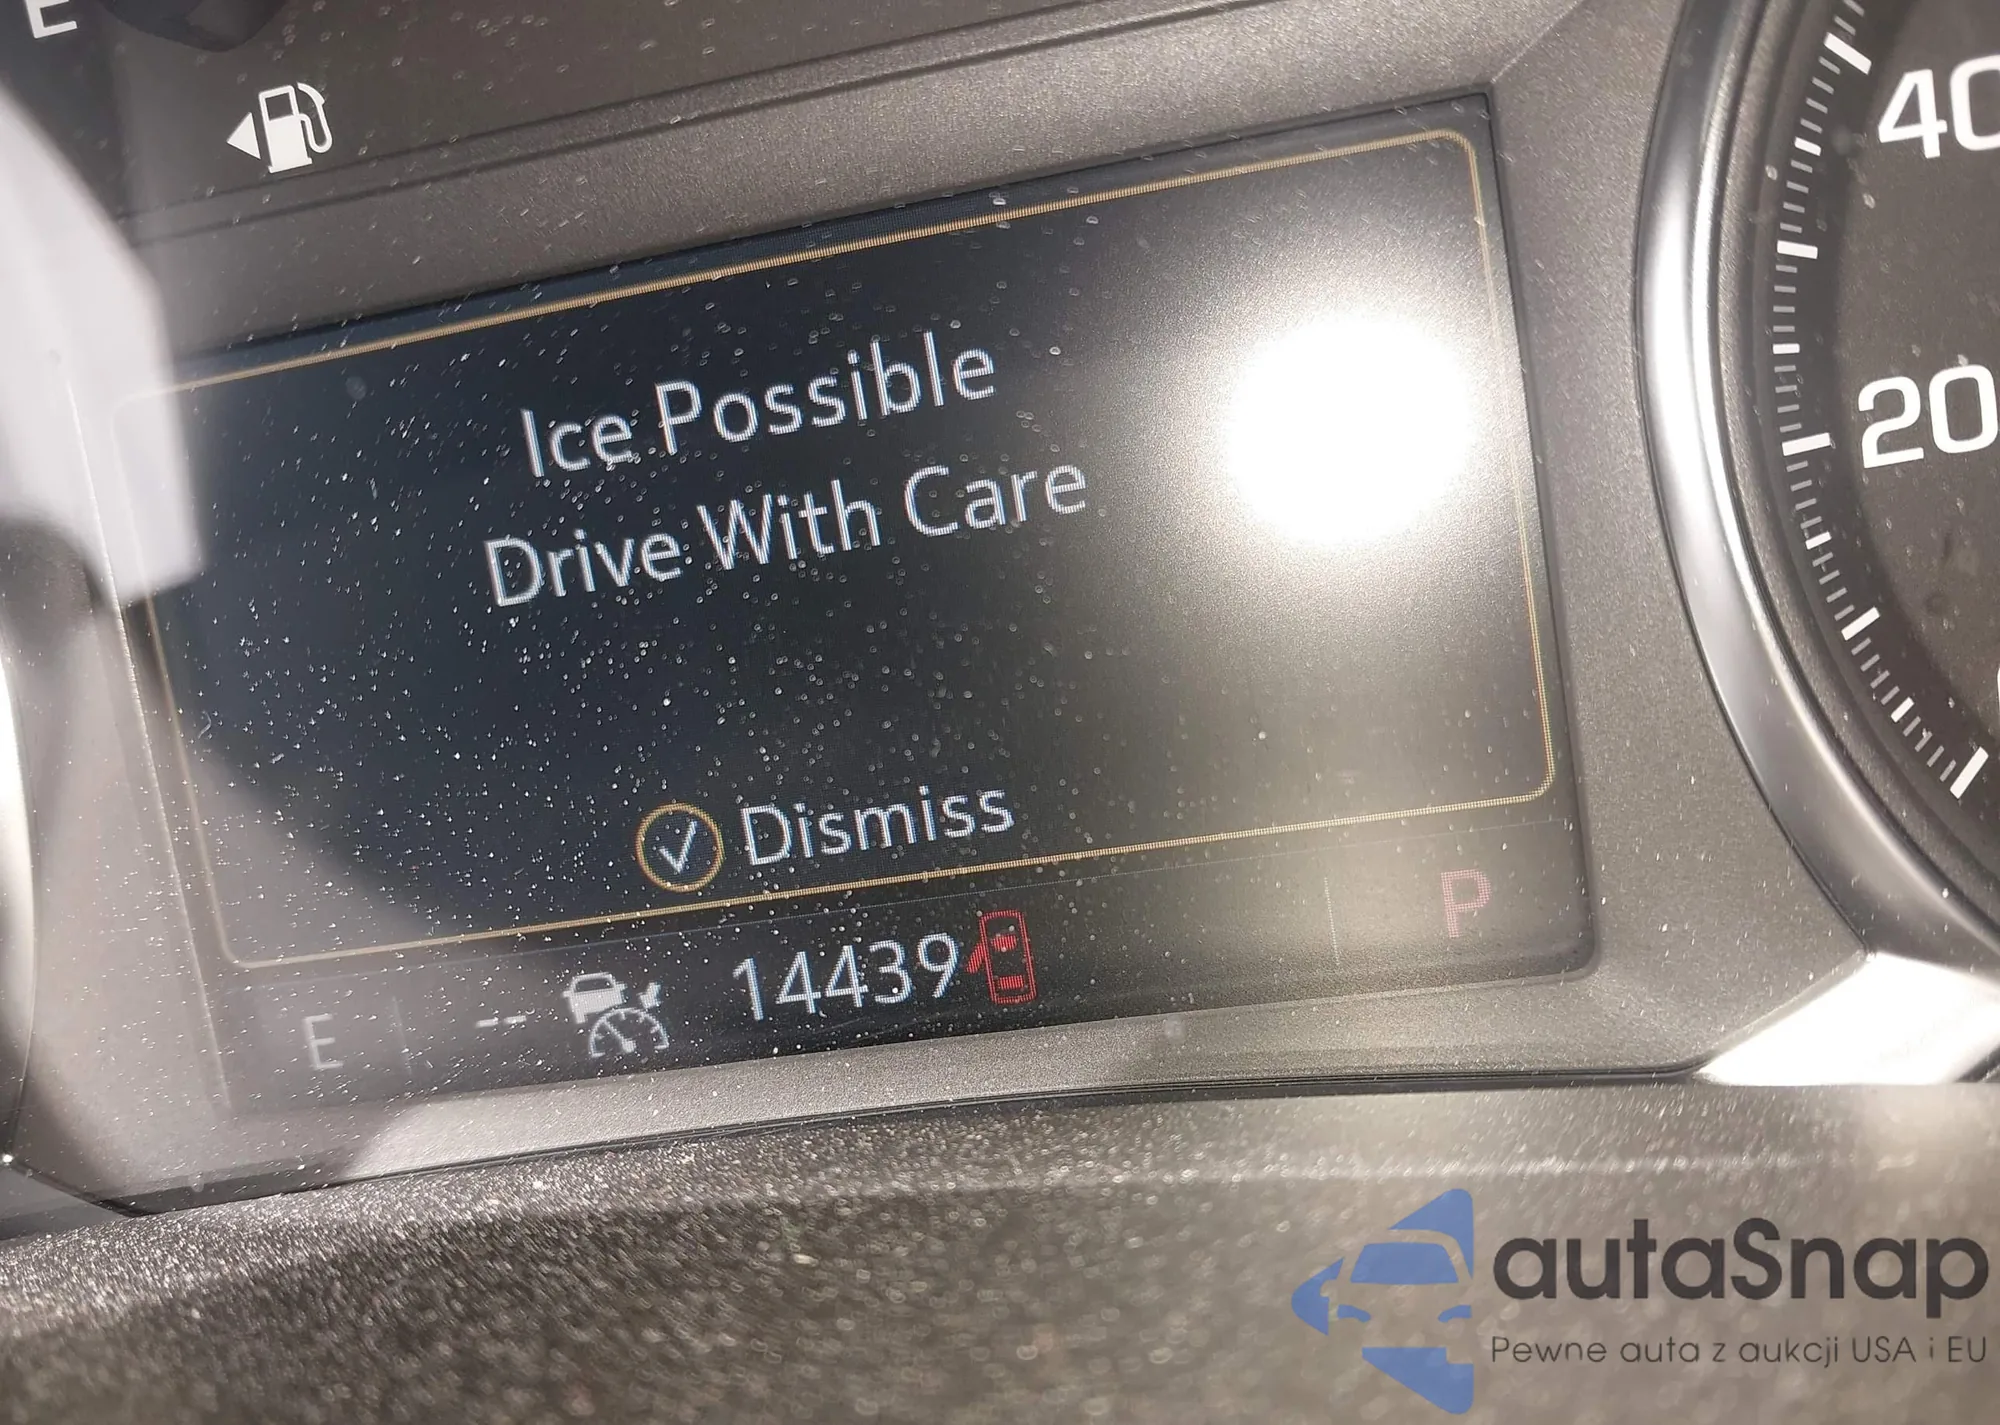 E
40
20
Ice Possible
Drive With Care
Dismiss
E -- 14439 P
autaSnap
Pewne auta z aukcji USA i EU